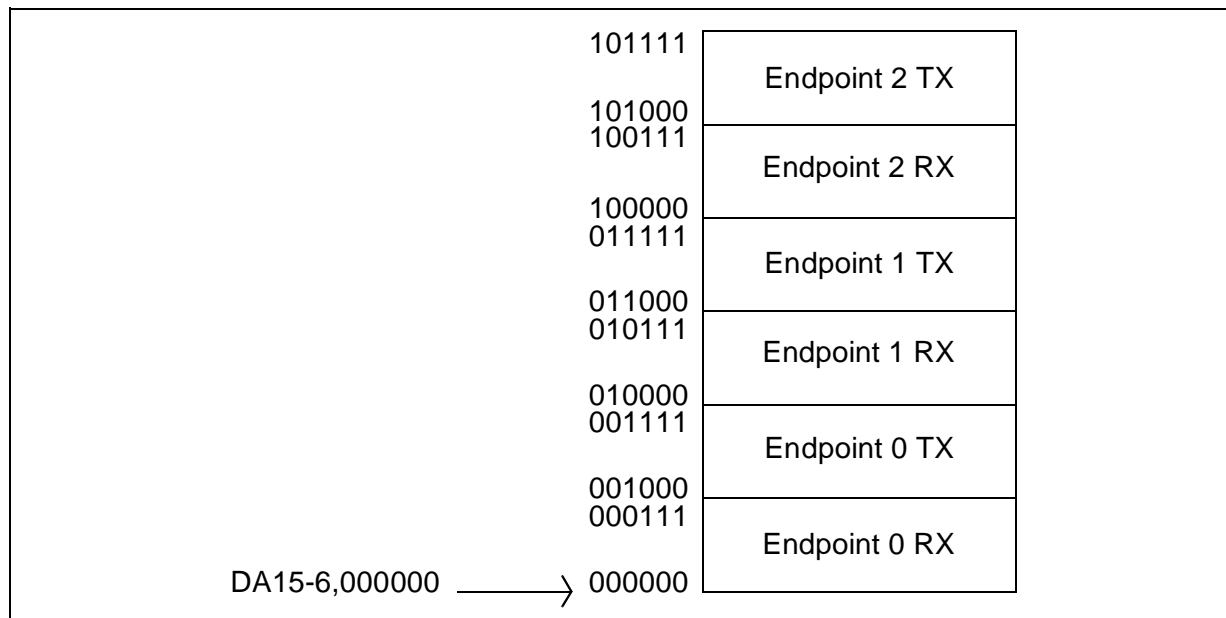 101111
Endpoint 2 TX
101000
100111
Endpoint 2 RX
100000
011111
Endpoint 1 TX
011000
010111
Endpoint 1 RX
010000
001111
Endpoint 0 TX
001000
000111
Endpoint 0 RX
DA15-6,000000 000000